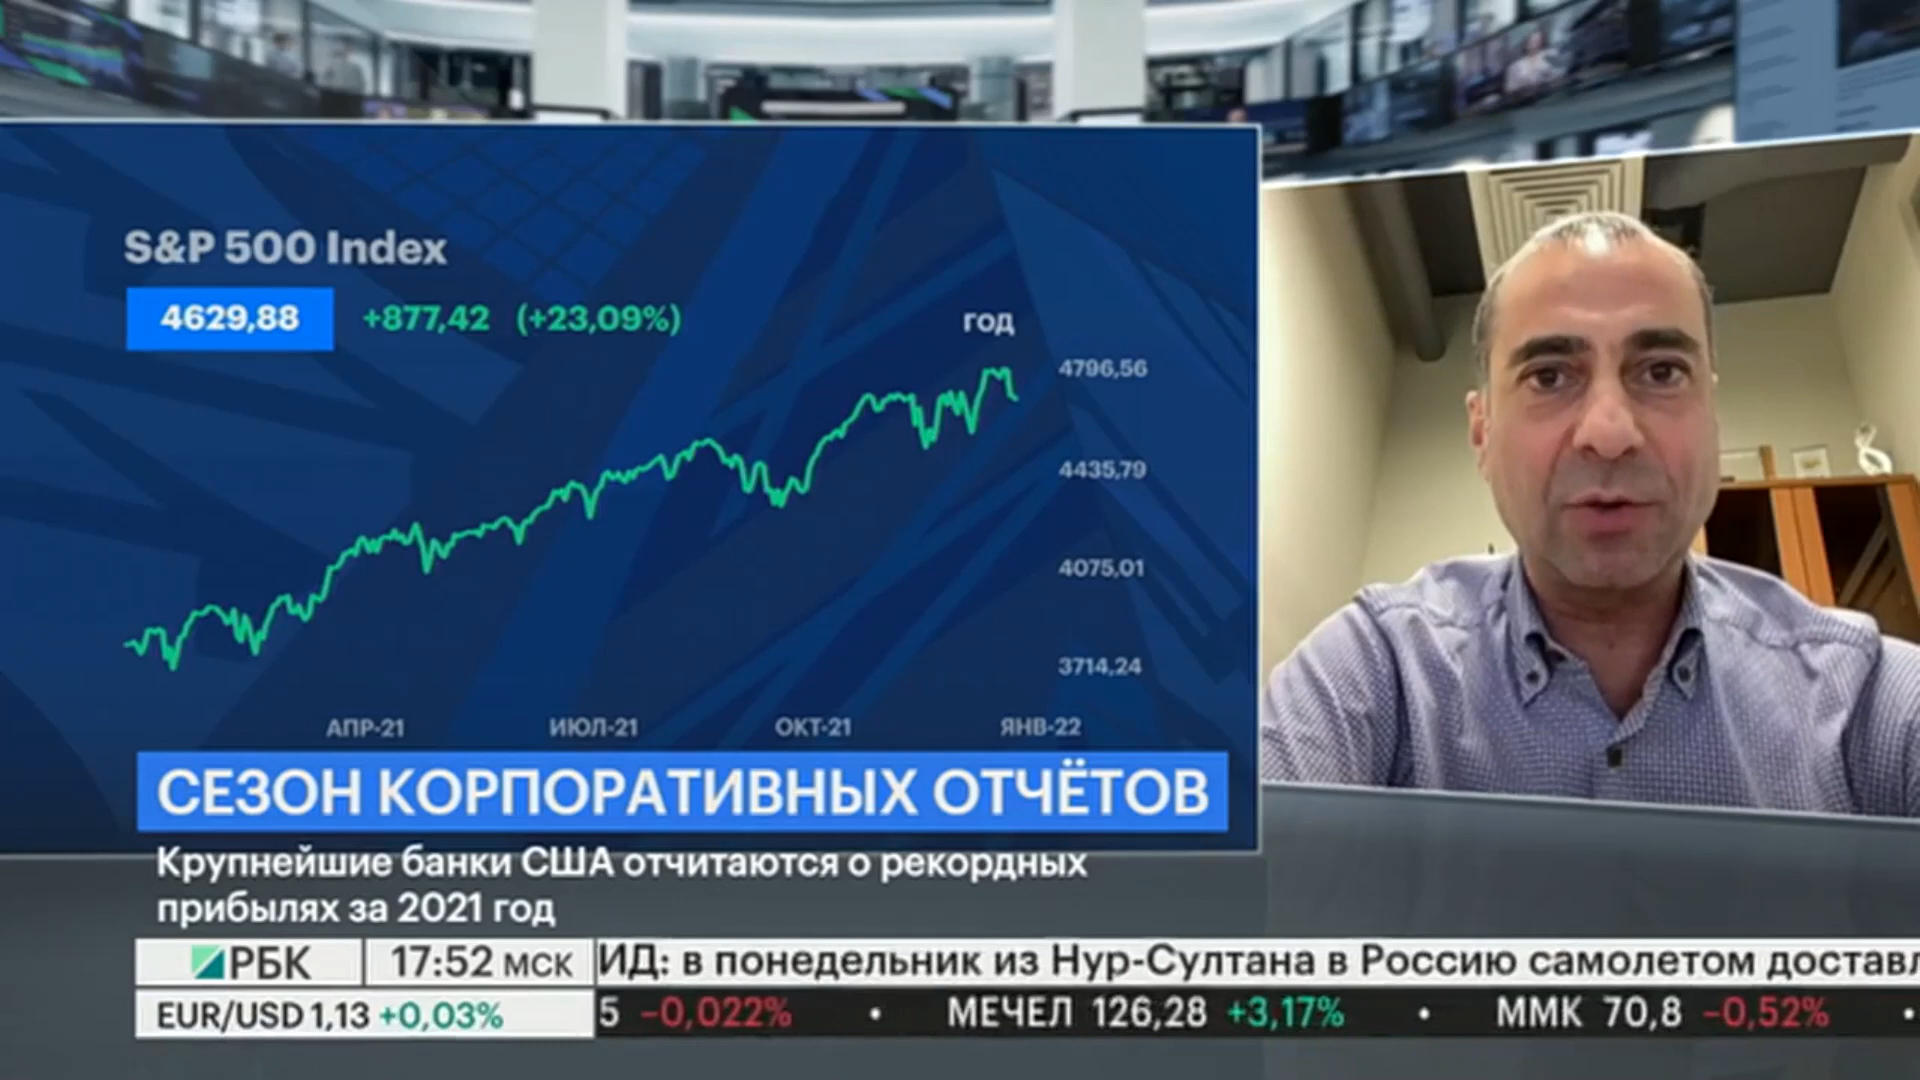 S&P 500 Index
4629,88 +877,42 (+23,09%)
год
4796,56
4435,79
4075,01
3714,24
АПР-21 ИЮЛ-21 ОКТ-21 ЯНВ-22
СЕЗОН КОРПОРАТИВНЫХ ОТЧЁТОВ
Крупнейшие банки США отчитаются о рекордных
прибылях за 2021 год
РБК 17:52 МСК ИД: в понедельник из Нур-Султана в Россию самолетом достав
EUR/USD 1,13 +0,03% 5 -0,022% • МЕЧЕЛ 126,28 +3,17% • ММК 70,8 -0,52% •